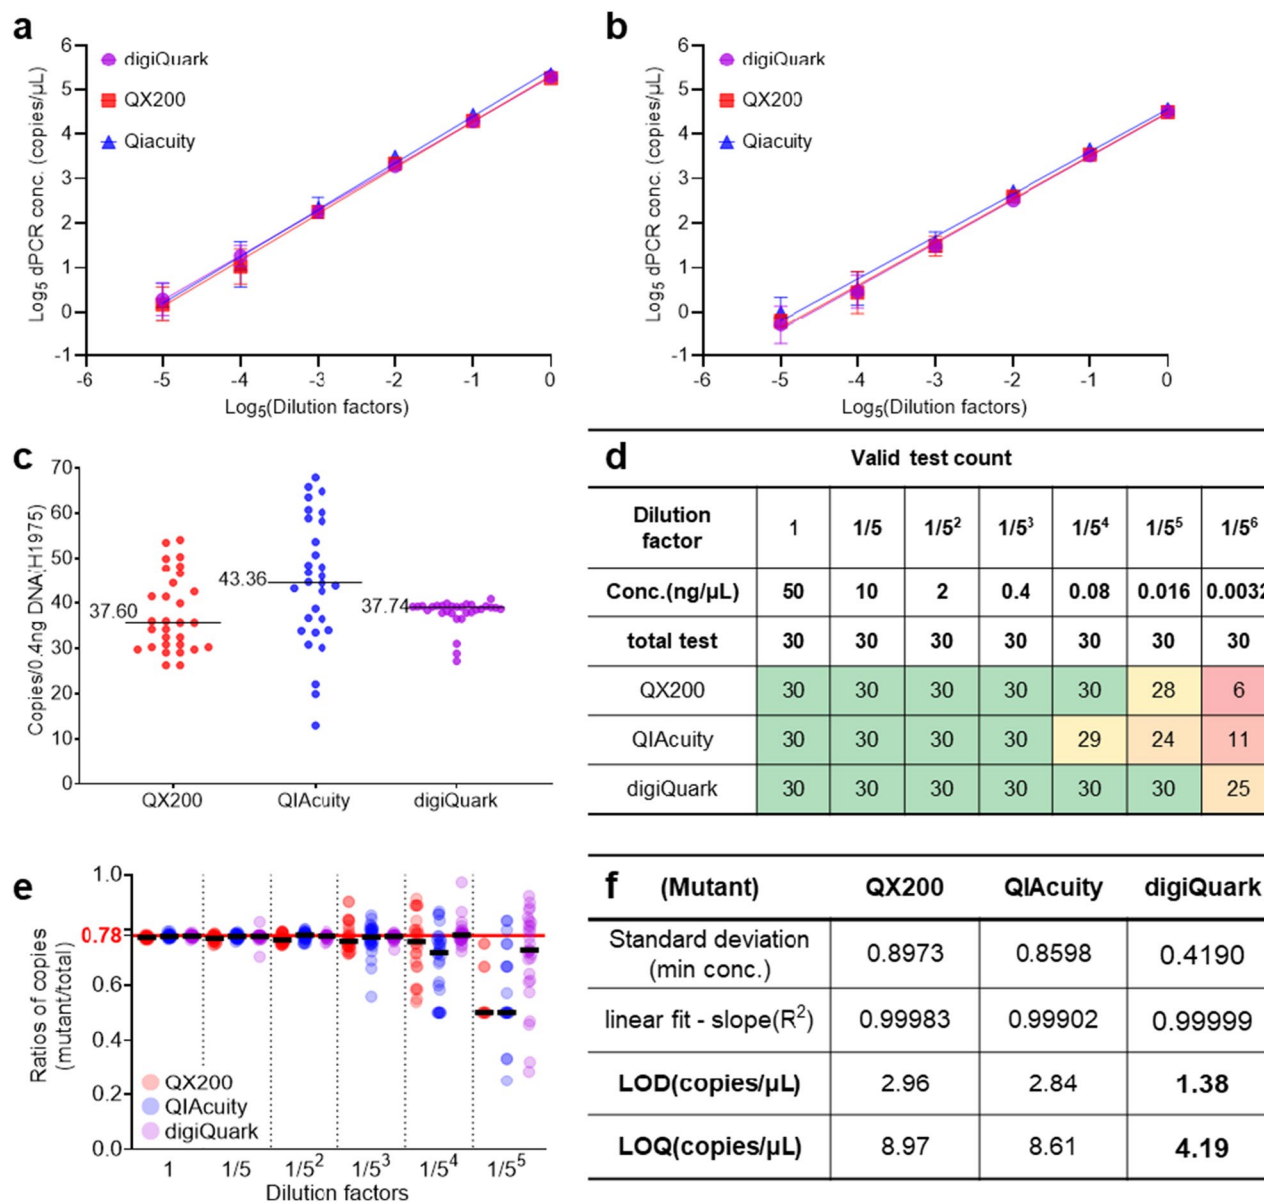 a
6
5
4
3
2
1
0
-1
Log5 dPCR conc. (copies/μL)
digiQuark
QX200
Qiacuity
-6 -5 -4 -3 -2 -1 0
Log5(Dilution factors)
b
6
5
4
3
2
1
0
-1
Log5 dPCR conc. (copies/μL)
digiQuark
QX200
Qiacuity
-6 -5 -4 -3 -2 -1 0
Log5(Dilution factors)
c
70
60
50
40
30
20
10
0
Copies/0.4ng DNA(H1975)
37.60
43.36
37.74
QX200 QIAcuity digiQuark
d
Valid test count
Dilution factor 1 1/5 1/5² 1/5³ 1/5⁴ 1/5⁵ 1/5⁶
Conc.(ng/μL) 50 10 2 0.4 0.08 0.016 0.0032
total test 30 30 30 30 30 30 30
QX200 30 30 30 30 30 28 6
QIAcuity 30 30 30 30 29 24 11
digiQuark 30 30 30 30 30 30 25
e
1.0
0.78
0.6
0.4
0.2
0.0
Ratios of copies
(mutant/total)
QX200
QIAcuity
digiQuark
1 1/5 1/5² 1/5³ 1/5⁴ 1/5⁵
Dilution factors
f
(Mutant) QX200 QIAcuity digiQuark
Standard deviation
(min conc.) 0.8973 0.8598 0.4190
linear fit - slope(R²) 0.99983 0.99902 0.99999
LOD(copies/μL) 2.96 2.84 1.38
LOQ(copies/μL) 8.97 8.61 4.19